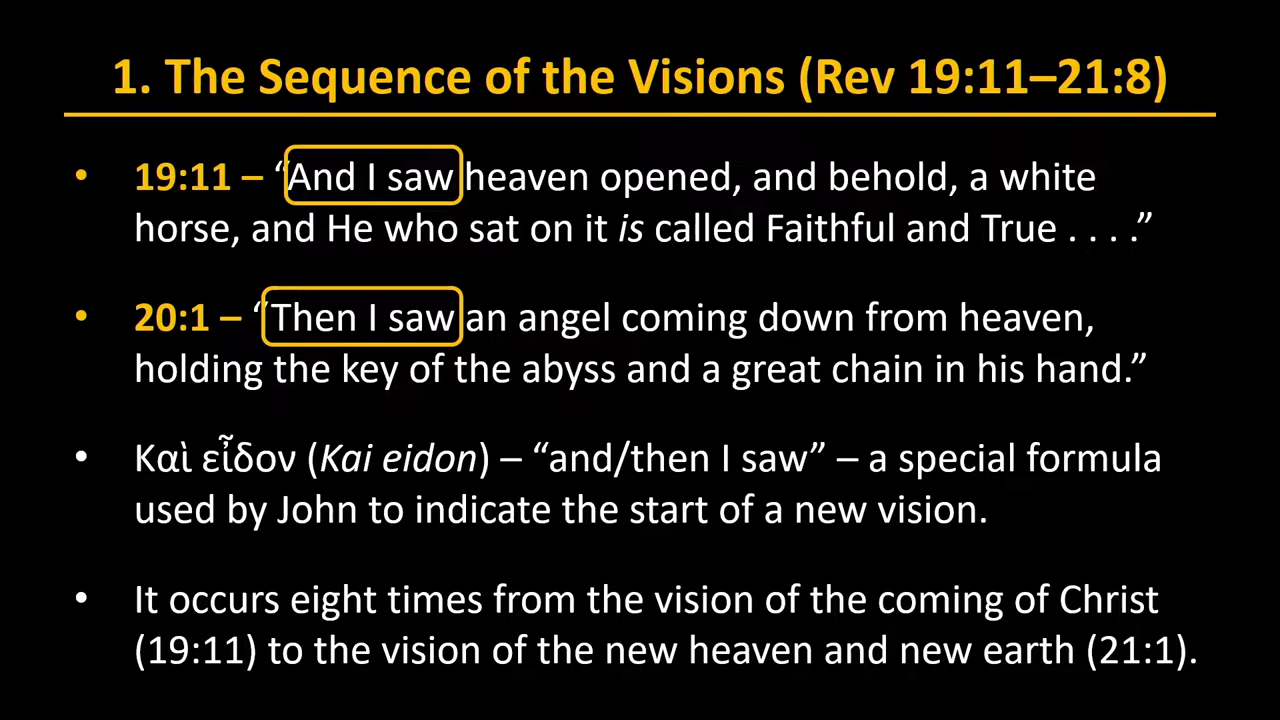 1. The Sequence of the Visions (Rev 19:11–21:8)
• 19:11 – “And I saw heaven opened, and behold, a white
horse, and He who sat on it is called Faithful and True . . . .”
• 20:1 – “Then I saw an angel coming down from heaven,
holding the key of the abyss and a great chain in his hand.”
• Καὶ εἶδον (Kai eidon) – “and/then I saw” – a special formula
used by John to indicate the start of a new vision.
• It occurs eight times from the vision of the coming of Christ
(19:11) to the vision of the new heaven and new earth (21:1).